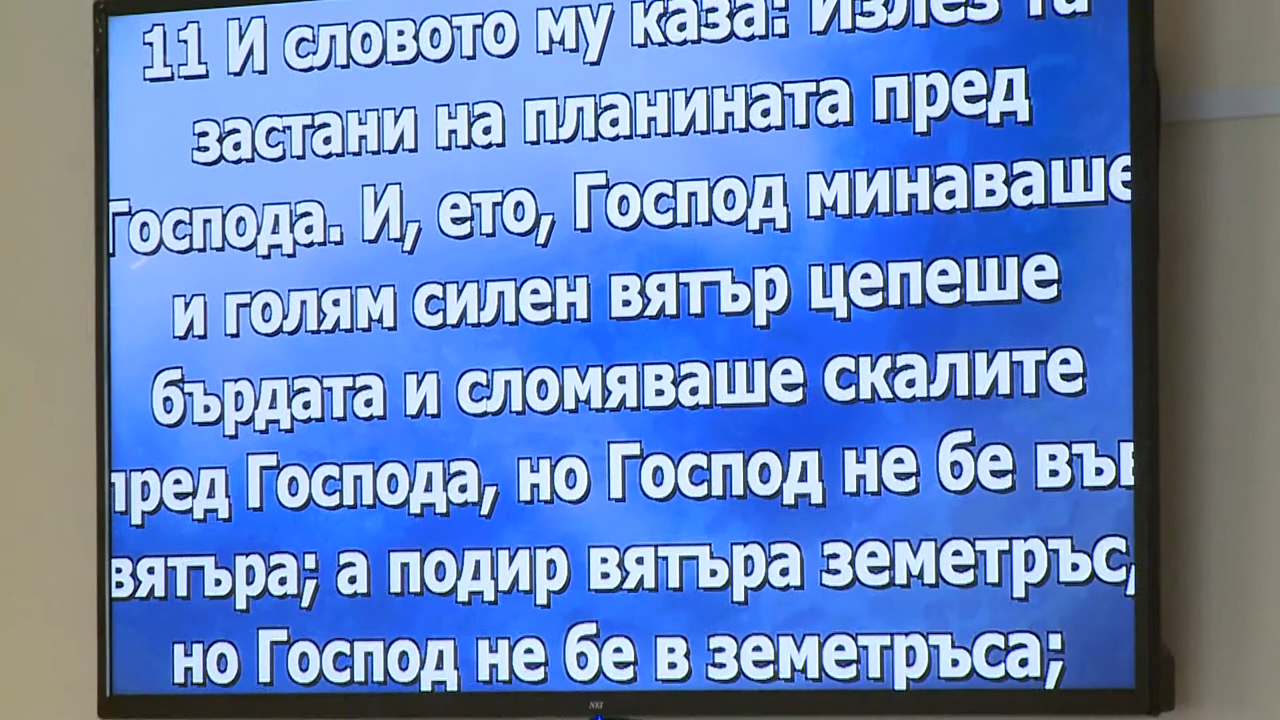 11 И словото му каза: Излез та
застани на планината пред
Господа. И, ето, Господ минаваше
и голям силен вятър цепеше
бърдата и сломяваше скалите
пред Господа, но Господ не бе във
вятъра; а подир вятъра земетръс,
но Господ не бе в земетръса;
NEI